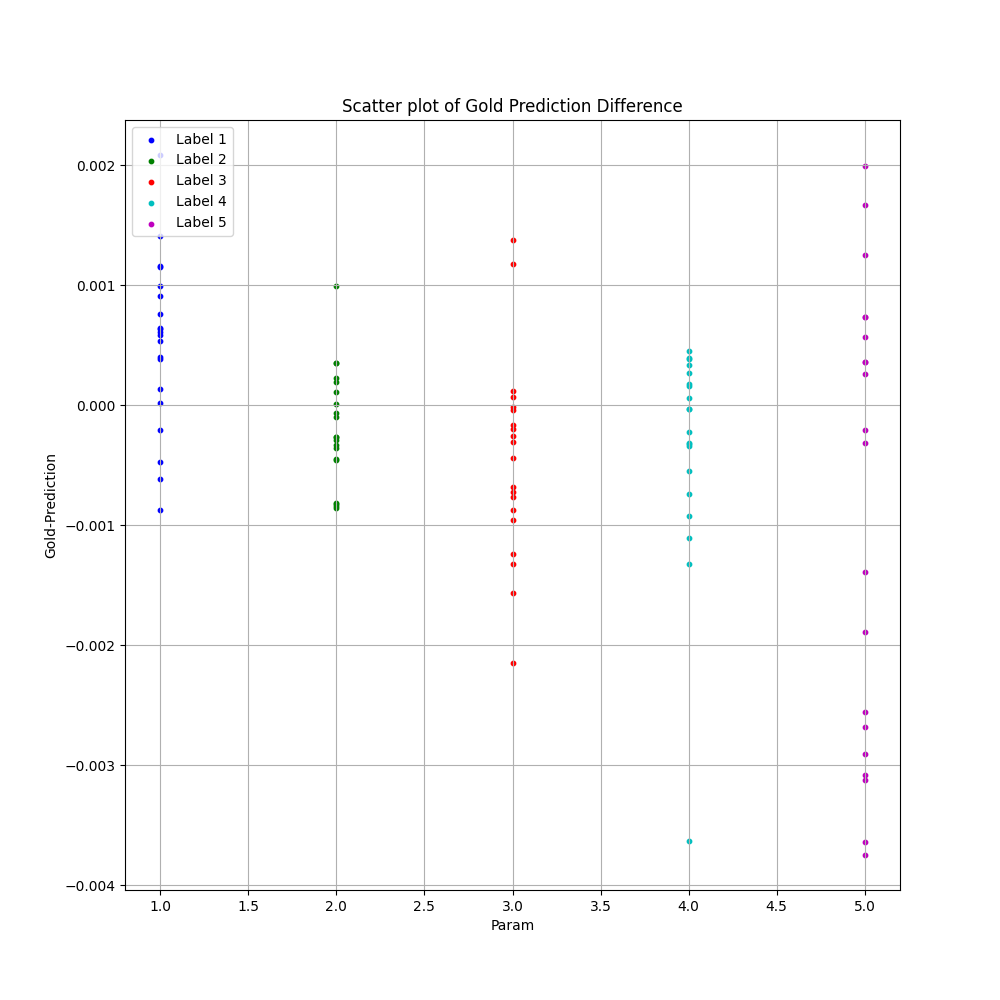 Scatter plot of Gold Prediction Difference
Label 1
Label 2
Label 3
Label 4
Label 5
0.002
0.001
0.000
−0.001
−0.002
−0.003
−0.004
Gold-Prediction
1.0 1.5 2.0 2.5 3.0 3.5 4.0 4.5 5.0
Param